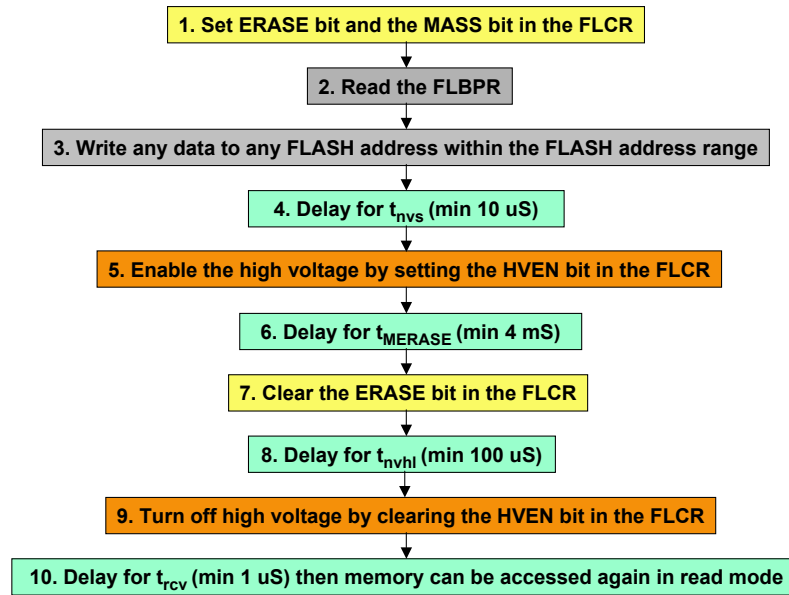 1. Set ERASE bit and the MASS bit in the FLCR
2. Read the FLBPR
3. Write any data to any FLASH address within the FLASH address range
4. Delay for tnvs (min 10 uS)
5. Enable the high voltage by setting the HVEN bit in the FLCR
6. Delay for tMERASE (min 4 mS)
7. Clear the ERASE bit in the FLCR
8. Delay for tnvhl (min 100 uS)
9. Turn off high voltage by clearing the HVEN bit in the FLCR
10. Delay for trcv (min 1 uS) then memory can be accessed again in read mode